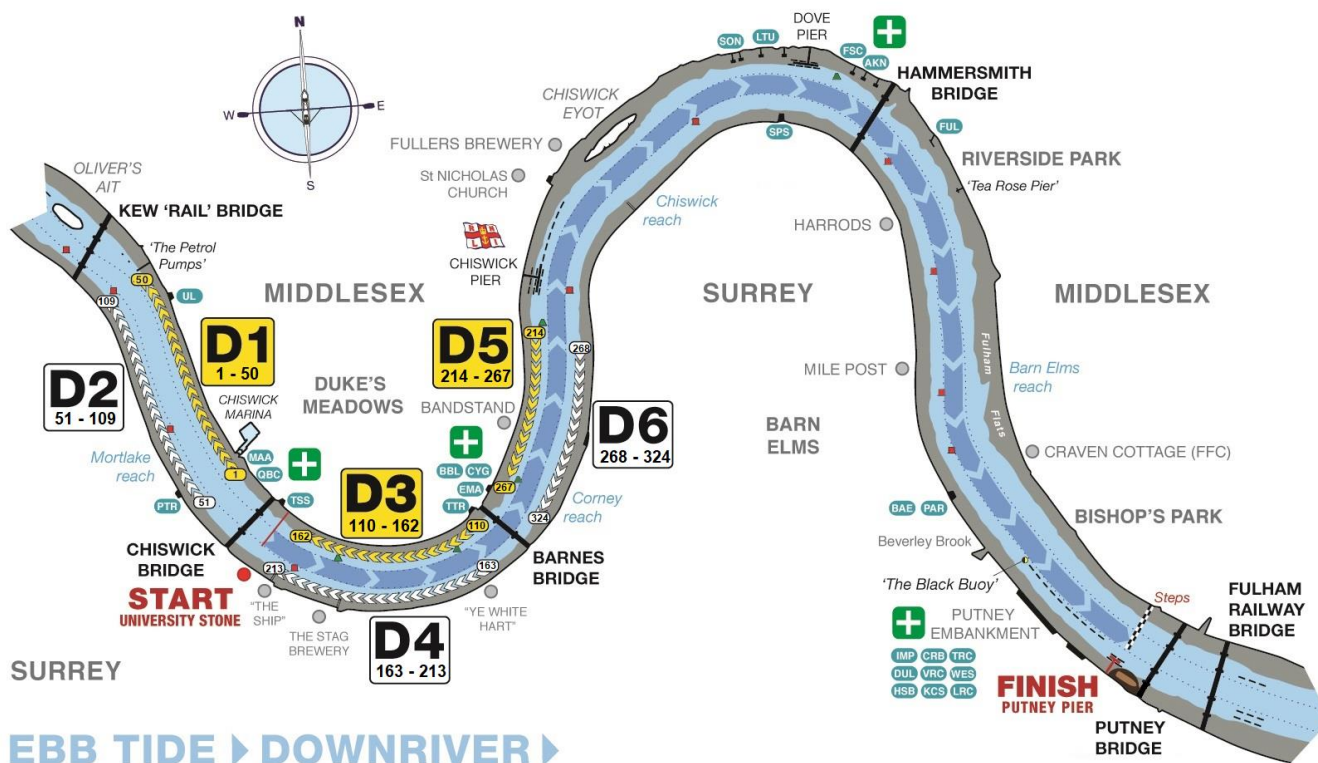 N
W
E
S
OLIVER'S
AIT
KEW 'RAIL' BRIDGE
'The Petrol
Pumps'
50
109
UL
MIDDLESEX
D1
1 - 50
D2
51 - 109
CHISWICK
MARINA
MAA
QBC
1
51
Mortlake
reach
PTR
TSS
CHISWICK
BRIDGE
START
UNIVERSITY STONE
"THE
SHIP"
THE STAG
BREWERY
DUKE'S
MEADOWS
D3
110 - 162
162
110
213
163
D4
163 - 213
"YE WHITE
HART"
BARNES
BRIDGE
BBL
CYG
EMA
TTR
BANDSTAND
D5
214 - 267
214
267
268
324
D6
268 - 324
Corney
reach
CHISWICK
PIER
RNLI
St NICHOLAS
CHURCH
FULLERS BREWERY
CHISWICK
EYOT
Chiswick
reach
SON
LTU
DOVE
PIER
FSC
AKN
SPS
HAMMERSMITH
BRIDGE
FUL
RIVERSIDE PARK
'Tea Rose Pier'
HARRODS
SURREY
MIDDLESEX
MILE POST
Fulham
Flats
Barn Elms
reach
BARN
ELMS
CRAVEN COTTAGE (FFC)
BAE
PAR
BISHOP'S PARK
Beverley Brook
'The Black Buoy'
PUTNEY
EMBANKMENT
IMP CRB TRC
DUL VRC WES
HSB KCS LRC
Steps
FULHAM
RAILWAY
BRIDGE
FINISH
PUTNEY PIER
PUTNEY
BRIDGE
SURREY
EBB TIDE DOWNRIVER